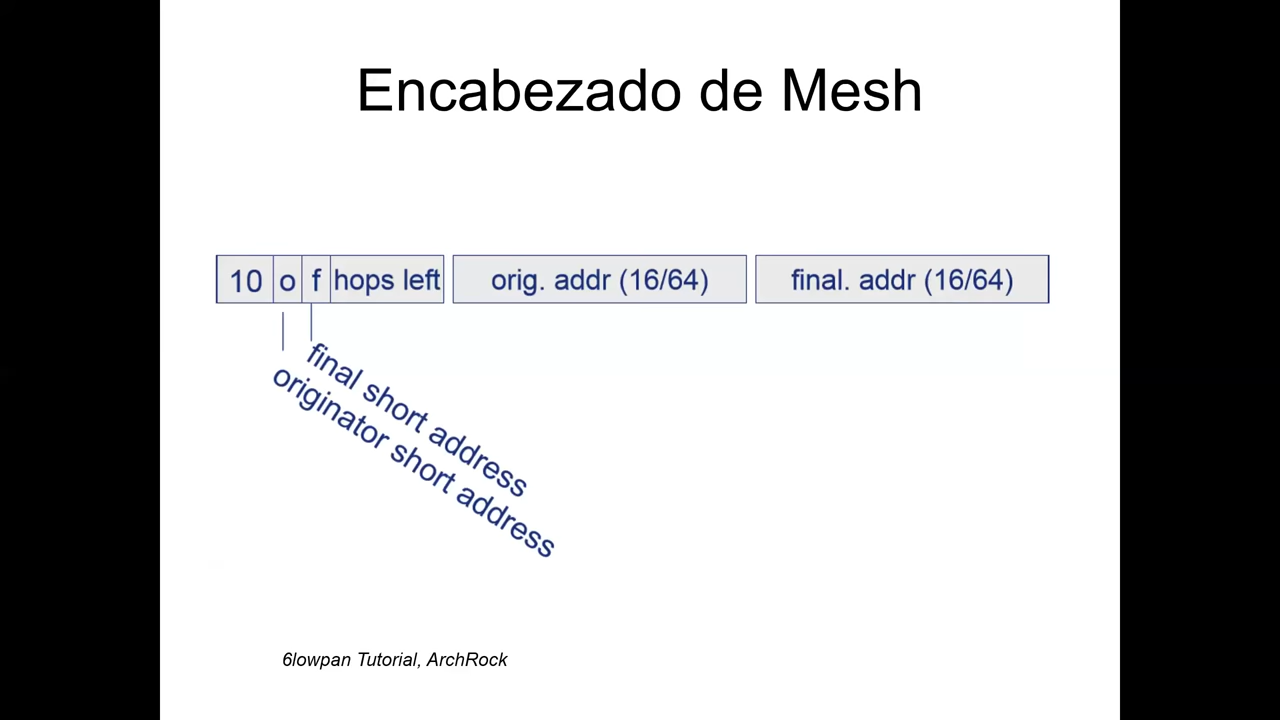 Encabezado de Mesh
10 o f hops left orig. addr (16/64) final. addr (16/64)
final short address
originator short address
6lowpan Tutorial, ArchRock